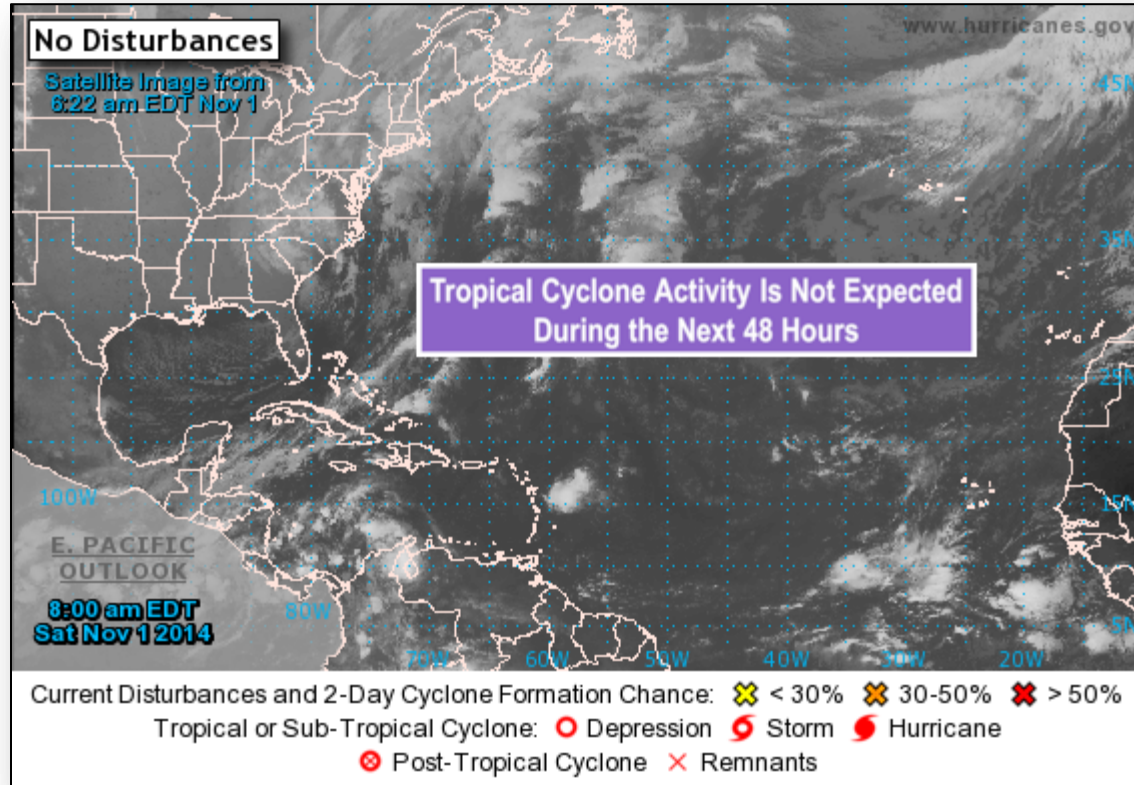 No Disturbances
www.hurricanes.gov
Satellite Image from
6:22 am EDT Nov 1
45N
35N
Tropical Cyclone Activity Is Not Expected
During the Next 48 Hours
25N
100W
15N
E. PACIFIC
OUTLOOK
8:00 am EDT
Sat Nov 1 2014
80W
5N
70W 60W 50W 40W 30W 20W
Current Disturbances and 2-Day Cyclone Formation Chance: < 30% 30-50% > 50%
Tropical or Sub-Tropical Cyclone: Depression Storm Hurricane
Post-Tropical Cyclone Remnants